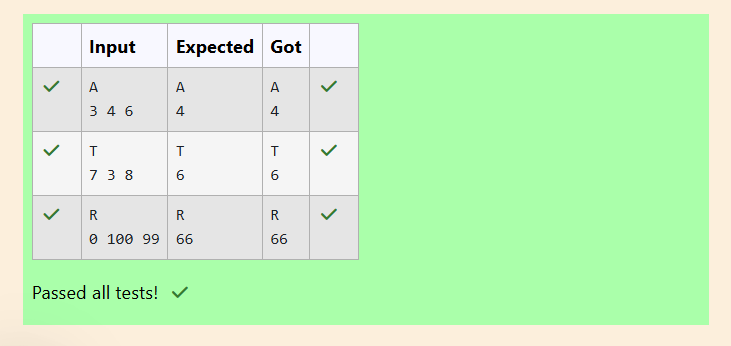 Input Expected Got
A A A
3 4 6 4 4
T T T
7 3 8 6 6
R R R
0 100 99 66 66
Passed all tests!